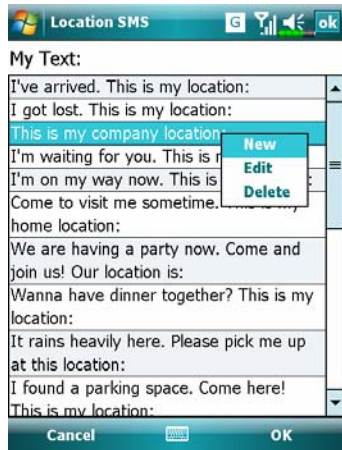 Location SMS G ok
My Text:
I've arrived. This is my location:
I got lost. This is my location:
This is my company location:
New
I'm waiting for you. This is
Edit
I'm on my way now. This is :
Delete
Come to visit me sometime. This is my
home location:
We are having a party now. Come and
join us! Our location is:
Wanna have dinner together? This is my
location:
It rains heavily here. Please pick me up
at this location:
I found a parking space. Come here!
This is my location:
Cancel OK